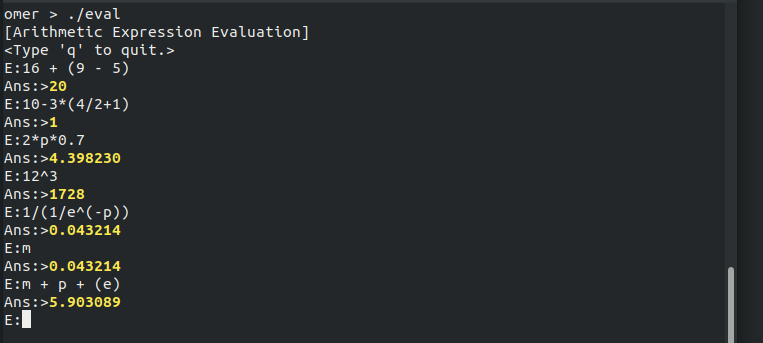 omer > ./eval
[Arithmetic Expression Evaluation]
<Type 'q' to quit.>
E:16 + (9 - 5)
Ans:>20
E:10-3*(4/2+1)
Ans:>1
E:2*p*0.7
Ans:>4.398230
E:12^3
Ans:>1728
E:1/(1/e^(-p))
Ans:>0.043214
E:m
Ans:>0.043214
E:m + p + (e)
Ans:>5.903089
E: